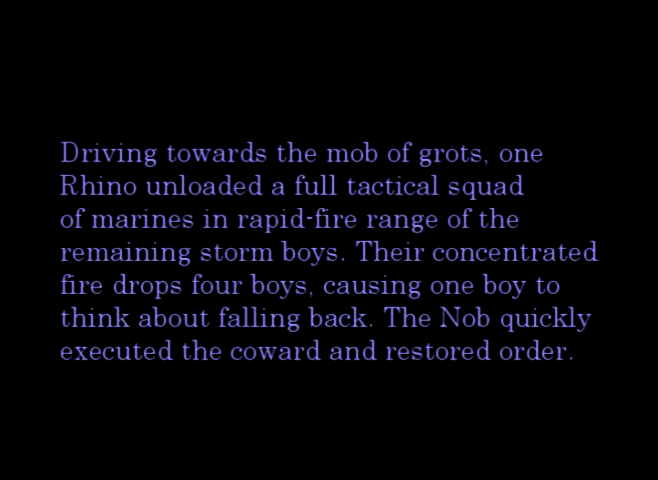 Driving towards the mob of grots, one
Rhino unloaded a full tactical squad
of marines in rapid-fire range of the
remaining storm boys. Their concentrated
fire drops four boys, causing one boy to
think about falling back. The Nob quickly
executed the coward and restored order.